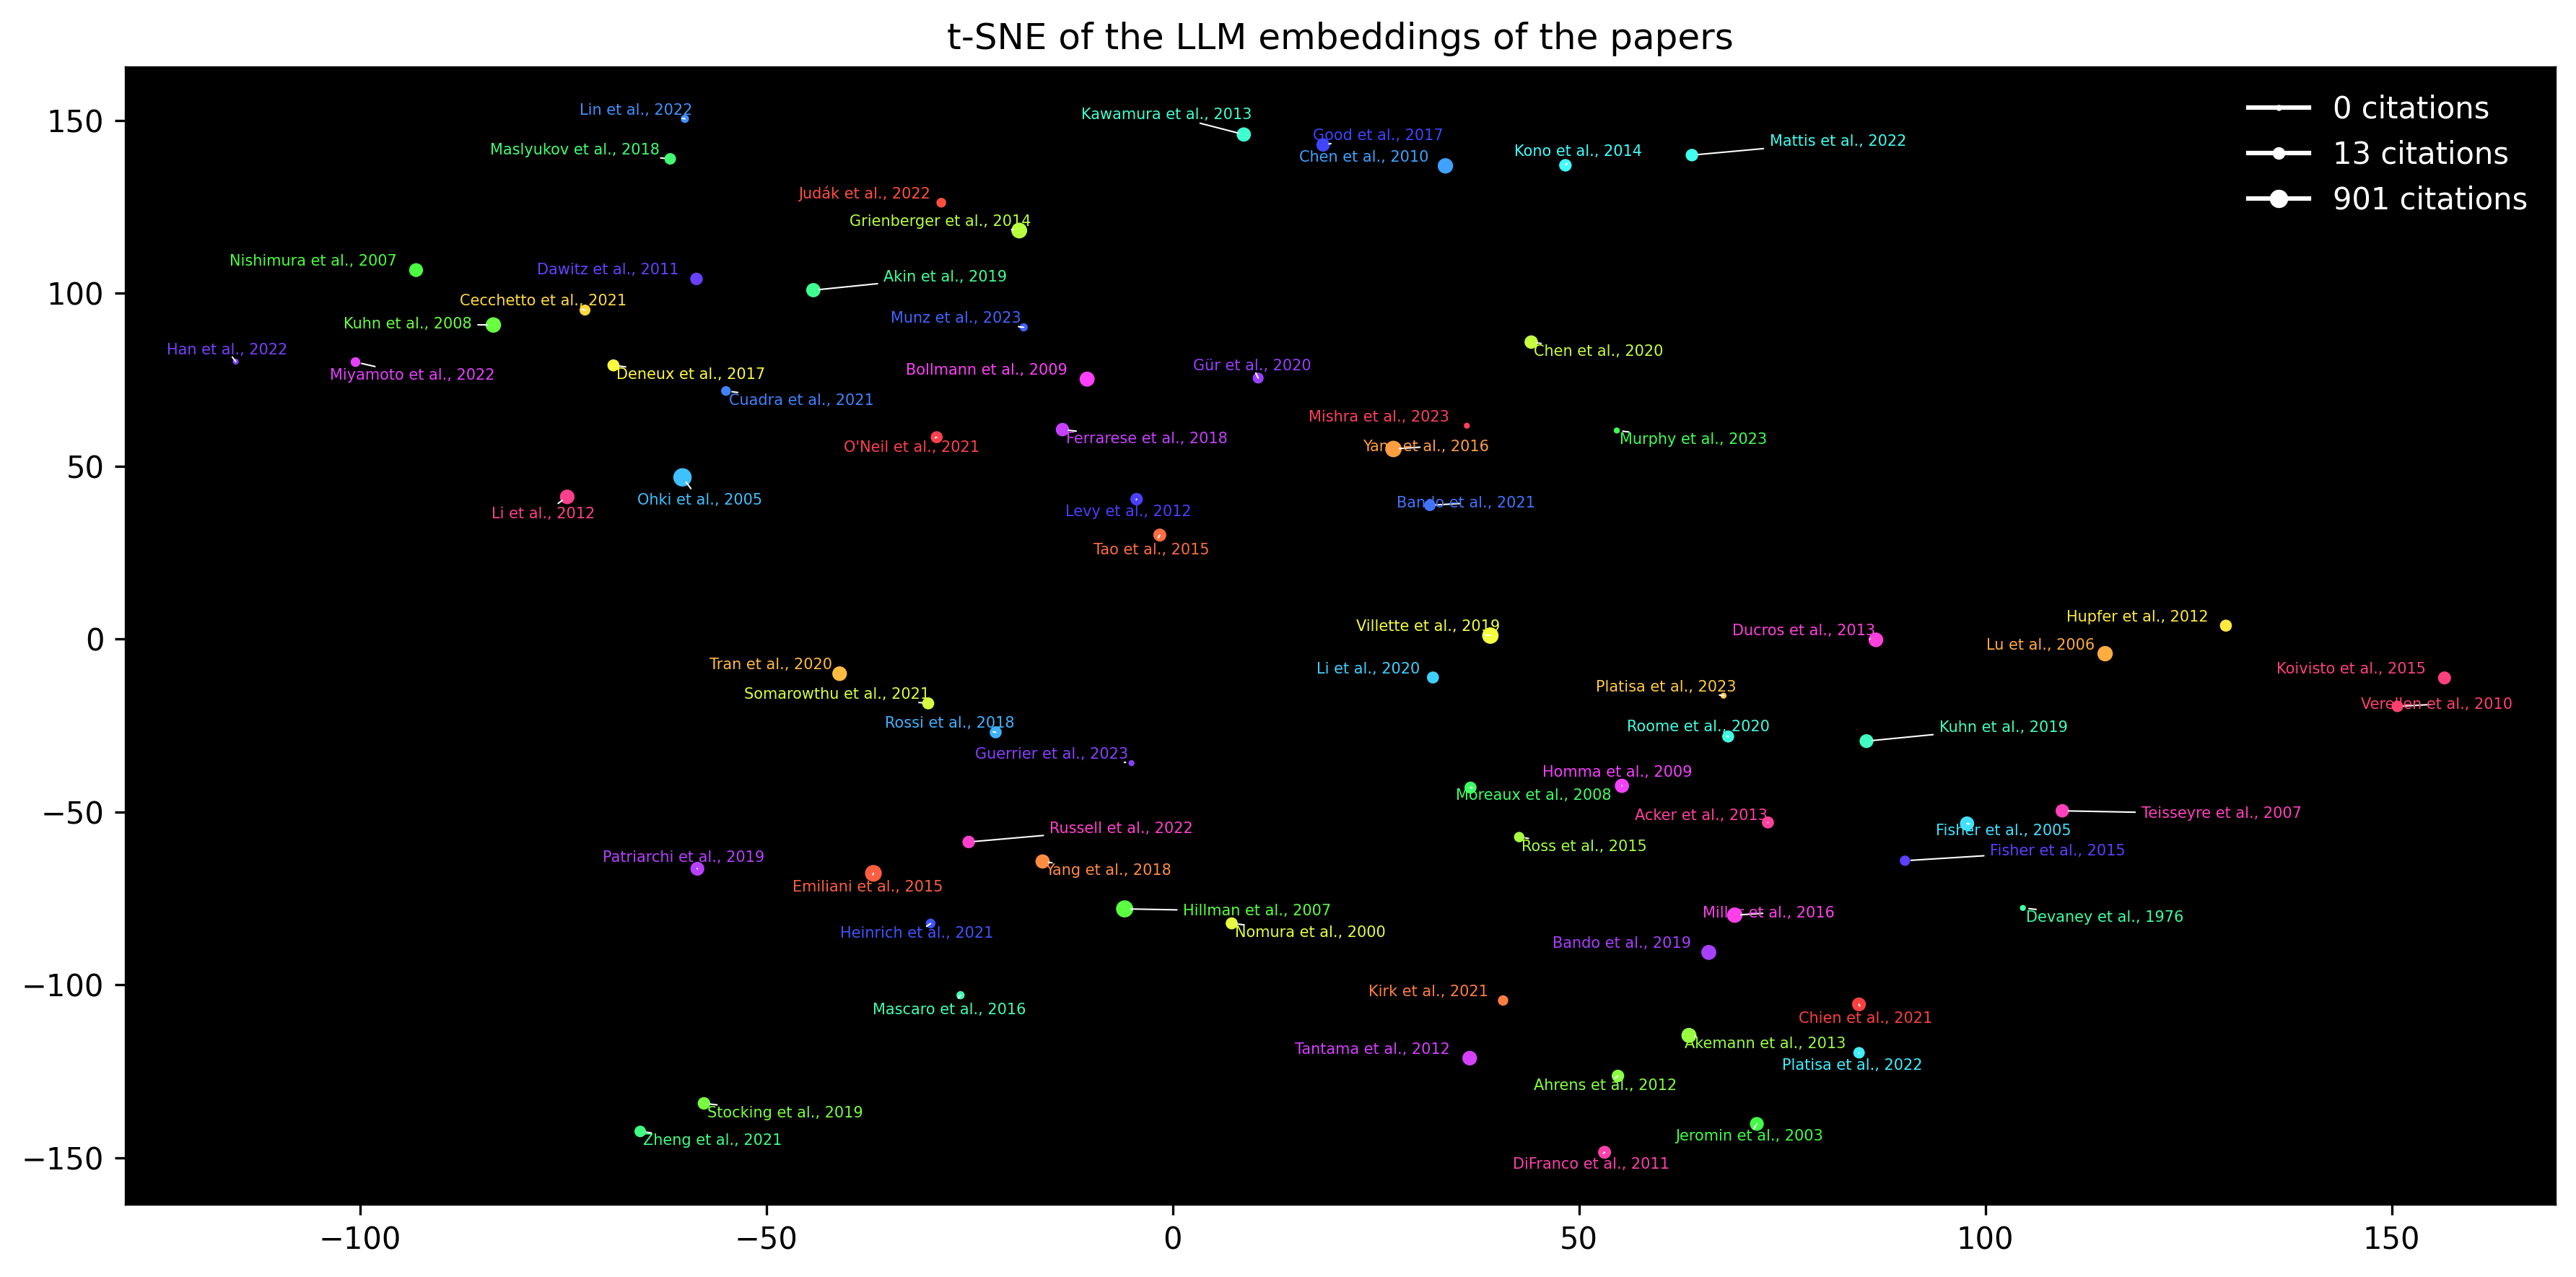 t-SNE of the LLM embeddings of the papers
0 citations
13 citations
901 citations
Lin et al., 2022
Kawamura et al., 2013
Good et al., 2017
Mattis et al., 2022
Maslyukov et al., 2018
Chen et al., 2010
Kono et al., 2014
Judák et al., 2022
Grienberger et al., 2014
Nishimura et al., 2007
Dawitz et al., 2011
Akin et al., 2019
Cecchetto et al., 2021
Kuhn et al., 2008
Munz et al., 2023
Han et al., 2022
Chen et al., 2020
Miyamoto et al., 2022
Deneux et al., 2017
Bollmann et al., 2009
Gür et al., 2020
Cuadra et al., 2021
Mishra et al., 2023
O'Neil et al., 2021
Ferrarese et al., 2018
Yang et al., 2016
Murphy et al., 2023
Li et al., 2012
Ohki et al., 2005
Levy et al., 2012
Bando et al., 2021
Tao et al., 2015
Villette et al., 2019
Ducros et al., 2013
Hupfer et al., 2012
Lu et al., 2006
Tran et al., 2020
Li et al., 2020
Koivisto et al., 2015
Somarowthu et al., 2021
Platisa et al., 2023
Verellen et al., 2010
Rossi et al., 2018
Roome et al., 2020
Kuhn et al., 2019
Guerrier et al., 2023
Homma et al., 2009
Moreaux et al., 2008
Acker et al., 2013
Teisseyre et al., 2007
Russell et al., 2022
Fisher et al., 2005
Patriarchi et al., 2019
Yang et al., 2018
Ross et al., 2015
Fisher et al., 2015
Emiliani et al., 2015
Hillman et al., 2007
Miller et al., 2016
Devaney et al., 1976
Heinrich et al., 2021
Nomura et al., 2000
Bando et al., 2019
Mascaro et al., 2016
Kirk et al., 2021
Chien et al., 2021
Tantama et al., 2012
Akemann et al., 2013
Platisa et al., 2022
Ahrens et al., 2012
Stocking et al., 2019
Zheng et al., 2021
Jeromin et al., 2003
DiFranco et al., 2011
150
100
50
0
−50
−100
−150
−100
−50
0
50
100
150